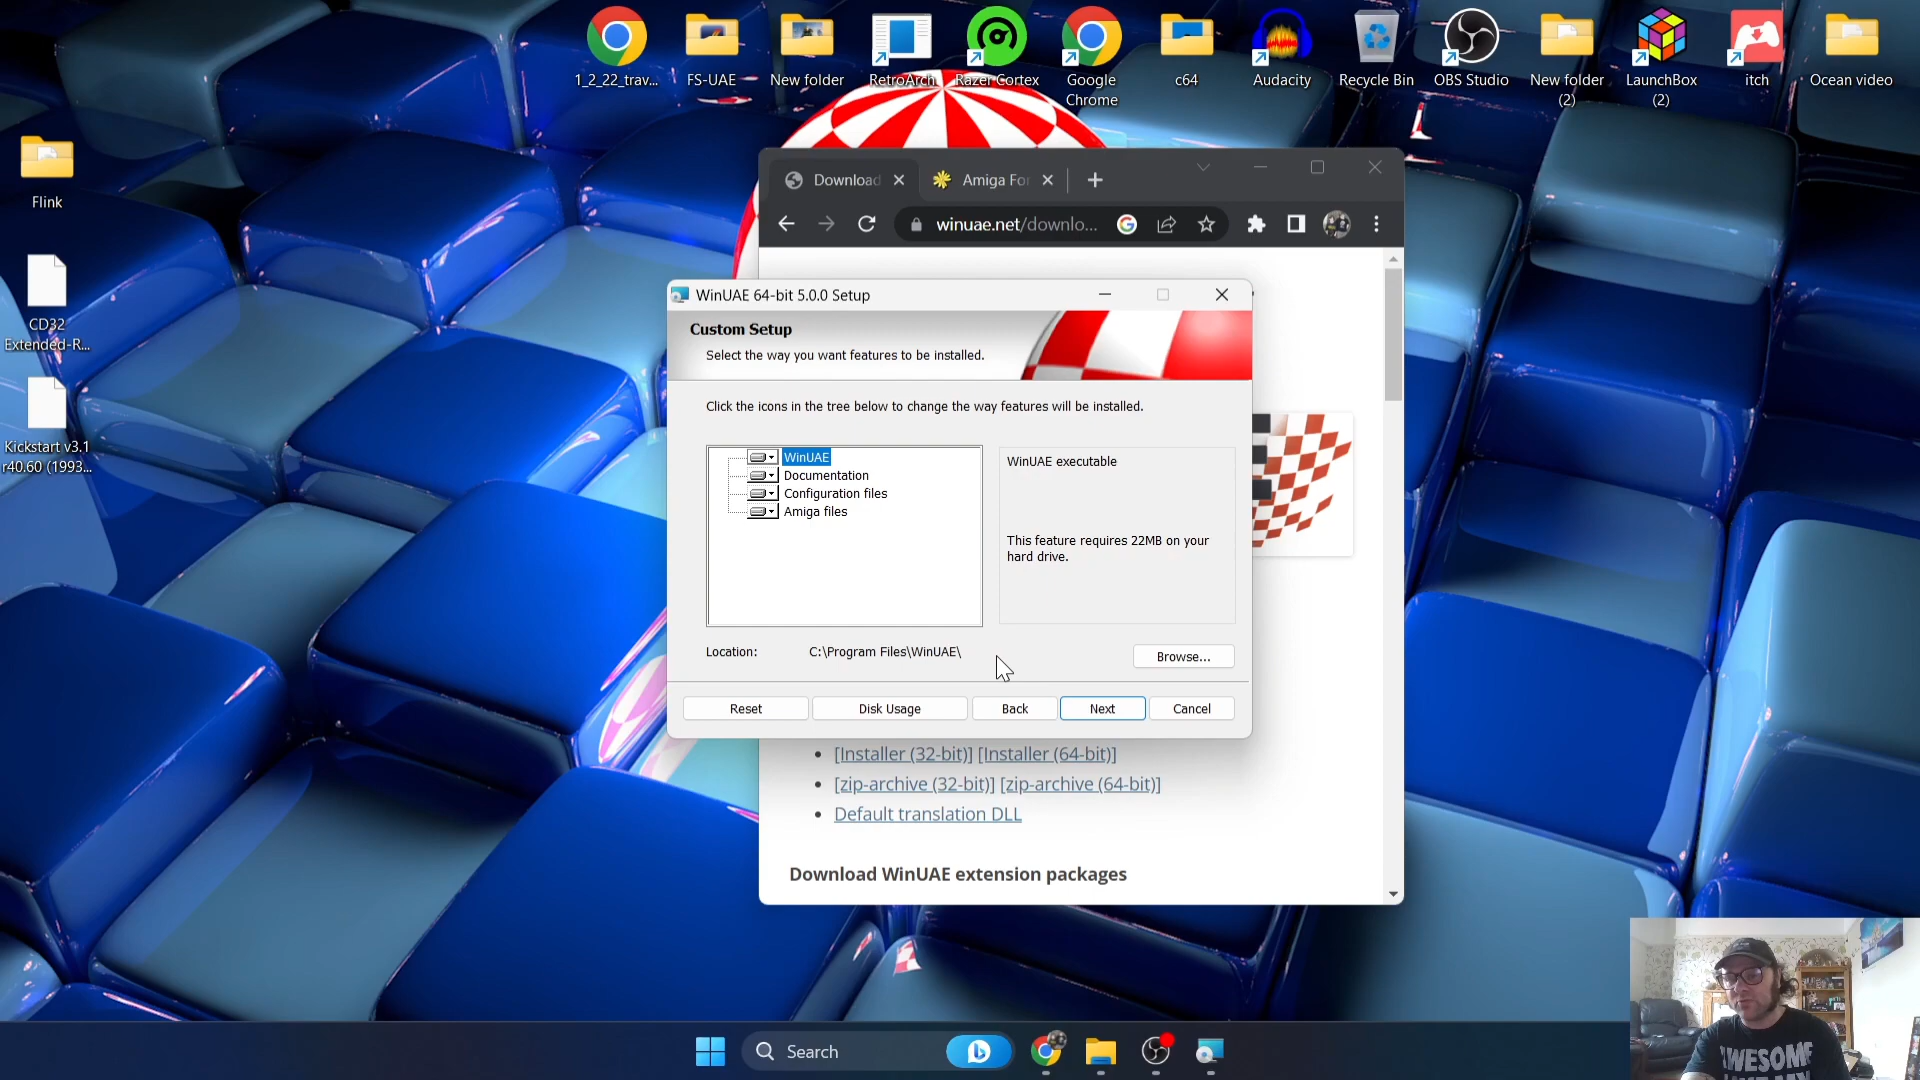 1_2_22_trav...
FS-UAE
New folder
RetroArch
Razer Cortex
Google
Chrome
c64
Audacity
Recycle Bin
OBS Studio
New folder
(2)
LaunchBox
(2)
itch
Ocean video
Flink
CD32
Extended-R...
Kickstart v3.1
r40.60 (1993...
Download
Amiga For
winuae.net/downlo...
WinUAE 64-bit 5.0.0 Setup
Custom Setup
Select the way you want features to be installed.
Click the icons in the tree below to change the way features will be installed.
WinUAE
Documentation
Configuration files
Amiga files
WinUAE executable
This feature requires 22MB on your
hard drive.
Location: C:\Program Files\WinUAE\
Browse...
Reset
Disk Usage
Back
Next
Cancel
[Installer (32-bit)] [Installer (64-bit)]
[zip-archive (32-bit)] [zip-archive (64-bit)]
Default translation DLL
Download WinUAE extension packages
Search
AWESOME